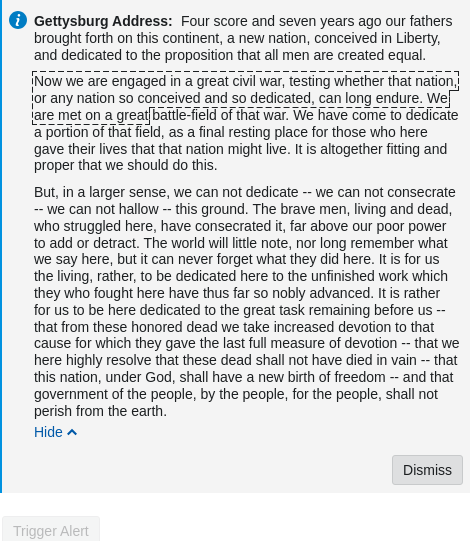 Gettysburg Address: Four score and seven years ago our fathers
brought forth on this continent, a new nation, conceived in Liberty,
and dedicated to the proposition that all men are created equal.
Now we are engaged in a great civil war, testing whether that nation,
or any nation so conceived and so dedicated, can long endure. We
are met on a great battle-field of that war. We have come to dedicate
a portion of that field, as a final resting place for those who here
gave their lives that that nation might live. It is altogether fitting and
proper that we should do this.
But, in a larger sense, we can not dedicate -- we can not consecrate
-- we can not hallow -- this ground. The brave men, living and dead,
who struggled here, have consecrated it, far above our poor power
to add or detract. The world will little note, nor long remember what
we say here, but it can never forget what they did here. It is for us
the living, rather, to be dedicated here to the unfinished work which
they who fought here have thus far so nobly advanced. It is rather
for us to be here dedicated to the great task remaining before us --
that from these honored dead we take increased devotion to that
cause for which they gave the last full measure of devotion -- that we
here highly resolve that these dead shall not have died in vain -- that
this nation, under God, shall have a new birth of freedom -- and that
government of the people, by the people, for the people, shall not
perish from the earth.
Hide
Dismiss
Trigger Alert